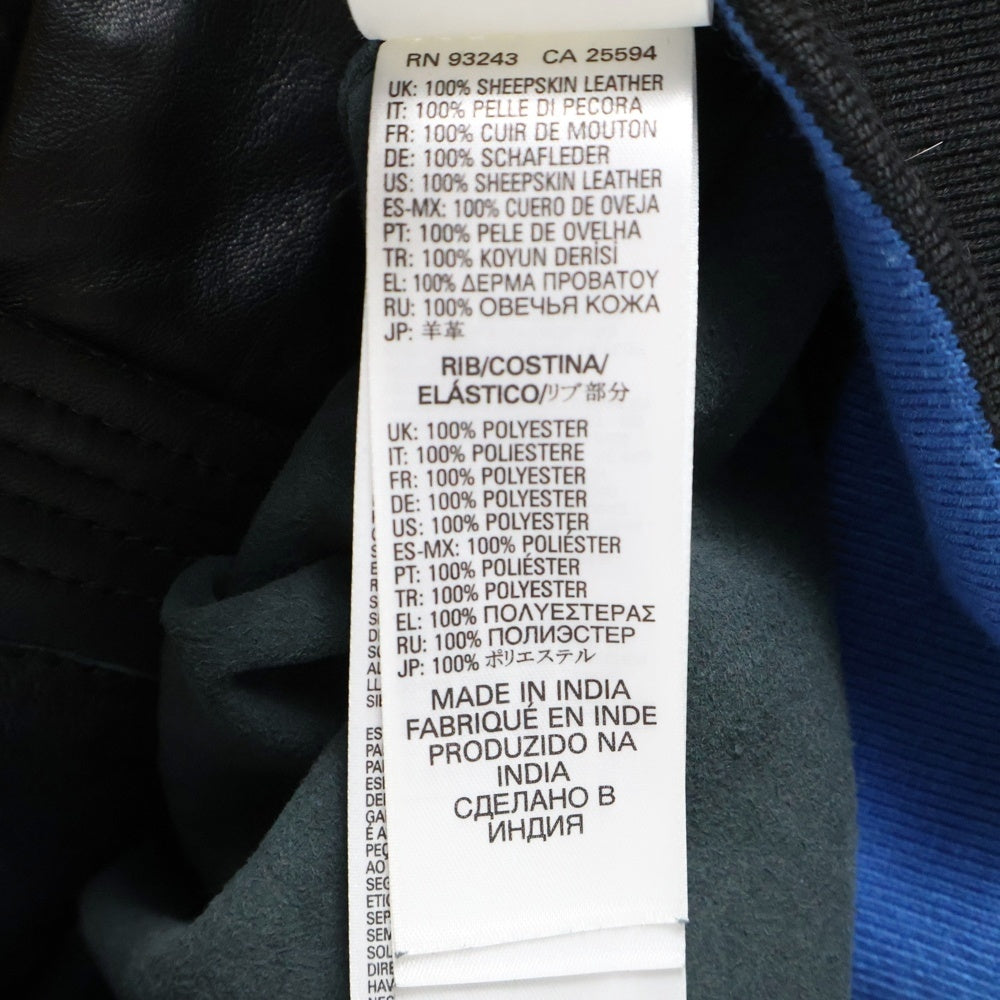 RN 93243 CA 25594
UK: 100% SHEEPSKIN LEATHER
IT: 100% PELLE DI PECORA
FR: 100% CUIR DE MOUTON
DE: 100% SCHAFLEDER
US: 100% SHEEPSKIN LEATHER
ES-MX: 100% CUERO DE OVEJA
PT: 100% PELE DE OVELHA
TR: 100% KOYUN DERİSİ
EL: 100% ΔΕΡΜΑ ΠΡΟΒΑΤΟΥ
RU: 100% ОВЕЧЬЯ КОЖА
JP: 羊革
RIB/COSTINA/
ELÁSTICO/リブ部分
UK: 100% POLYESTER
IT: 100% POLIESTERE
FR: 100% POLYESTER
DE: 100% POLYESTER
US: 100% POLYESTER
ES-MX: 100% POLIÉSTER
PT: 100% POLIÉSTER
TR: 100% POLYESTER
EL: 100% ΠΟΛΥΕΣΤΕΡΑΣ
RU: 100% ПОЛИЭСТЕР
JP: 100% ポリエステル
MADE IN INDIA
FABRIQUÉ EN INDE
PRODUZIDO NA
INDIA
СДЕЛАНО В
ИНДИЯ